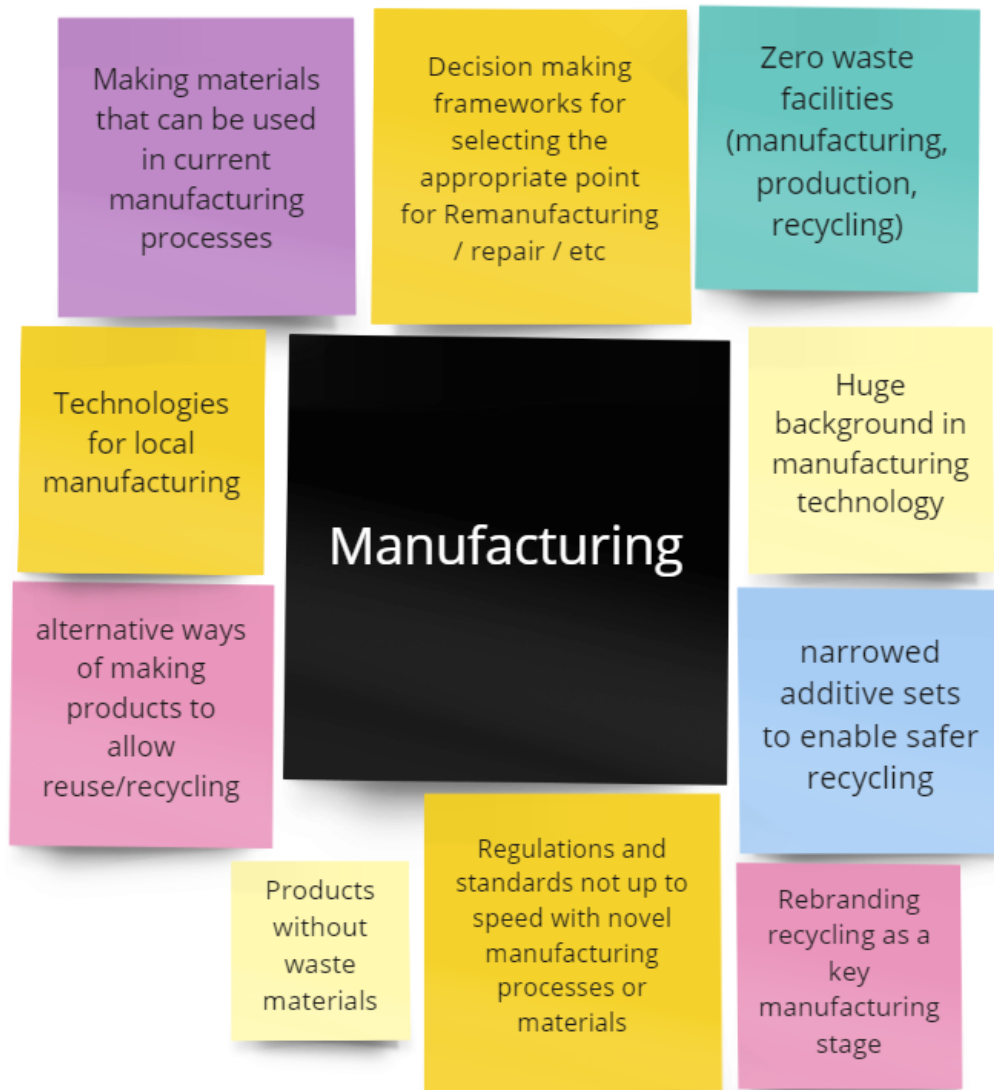 Making materials
that can be used
in current
manufacturing
processes
Decision making
frameworks for
selecting the
appropriate point
for Remanufacturing
/ repair / etc
Zero waste
facilities
(manufacturing,
production,
recycling)
Technologies
for local
manufacturing
Manufacturing
Huge
background in
manufacturing
technology
alternative ways
of making
products to
allow
reuse/recycling
narrowed
additive sets
to enable safer
recycling
Products
without
waste
materials
Regulations and
standards not up to
speed with novel
manufacturing
processes or
materials
Rebranding
recycling as a
key
manufacturing
stage